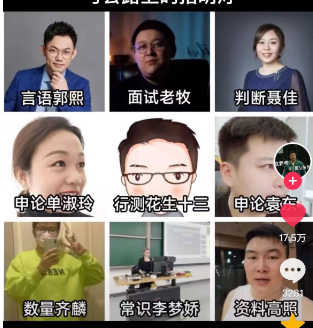 言语郭熙
面试老牧
判断聂佳
申论单淑玲
行测花生十三
申论袁东
17.5万
数量齐麟
常识李梦娇
资料高照
3281